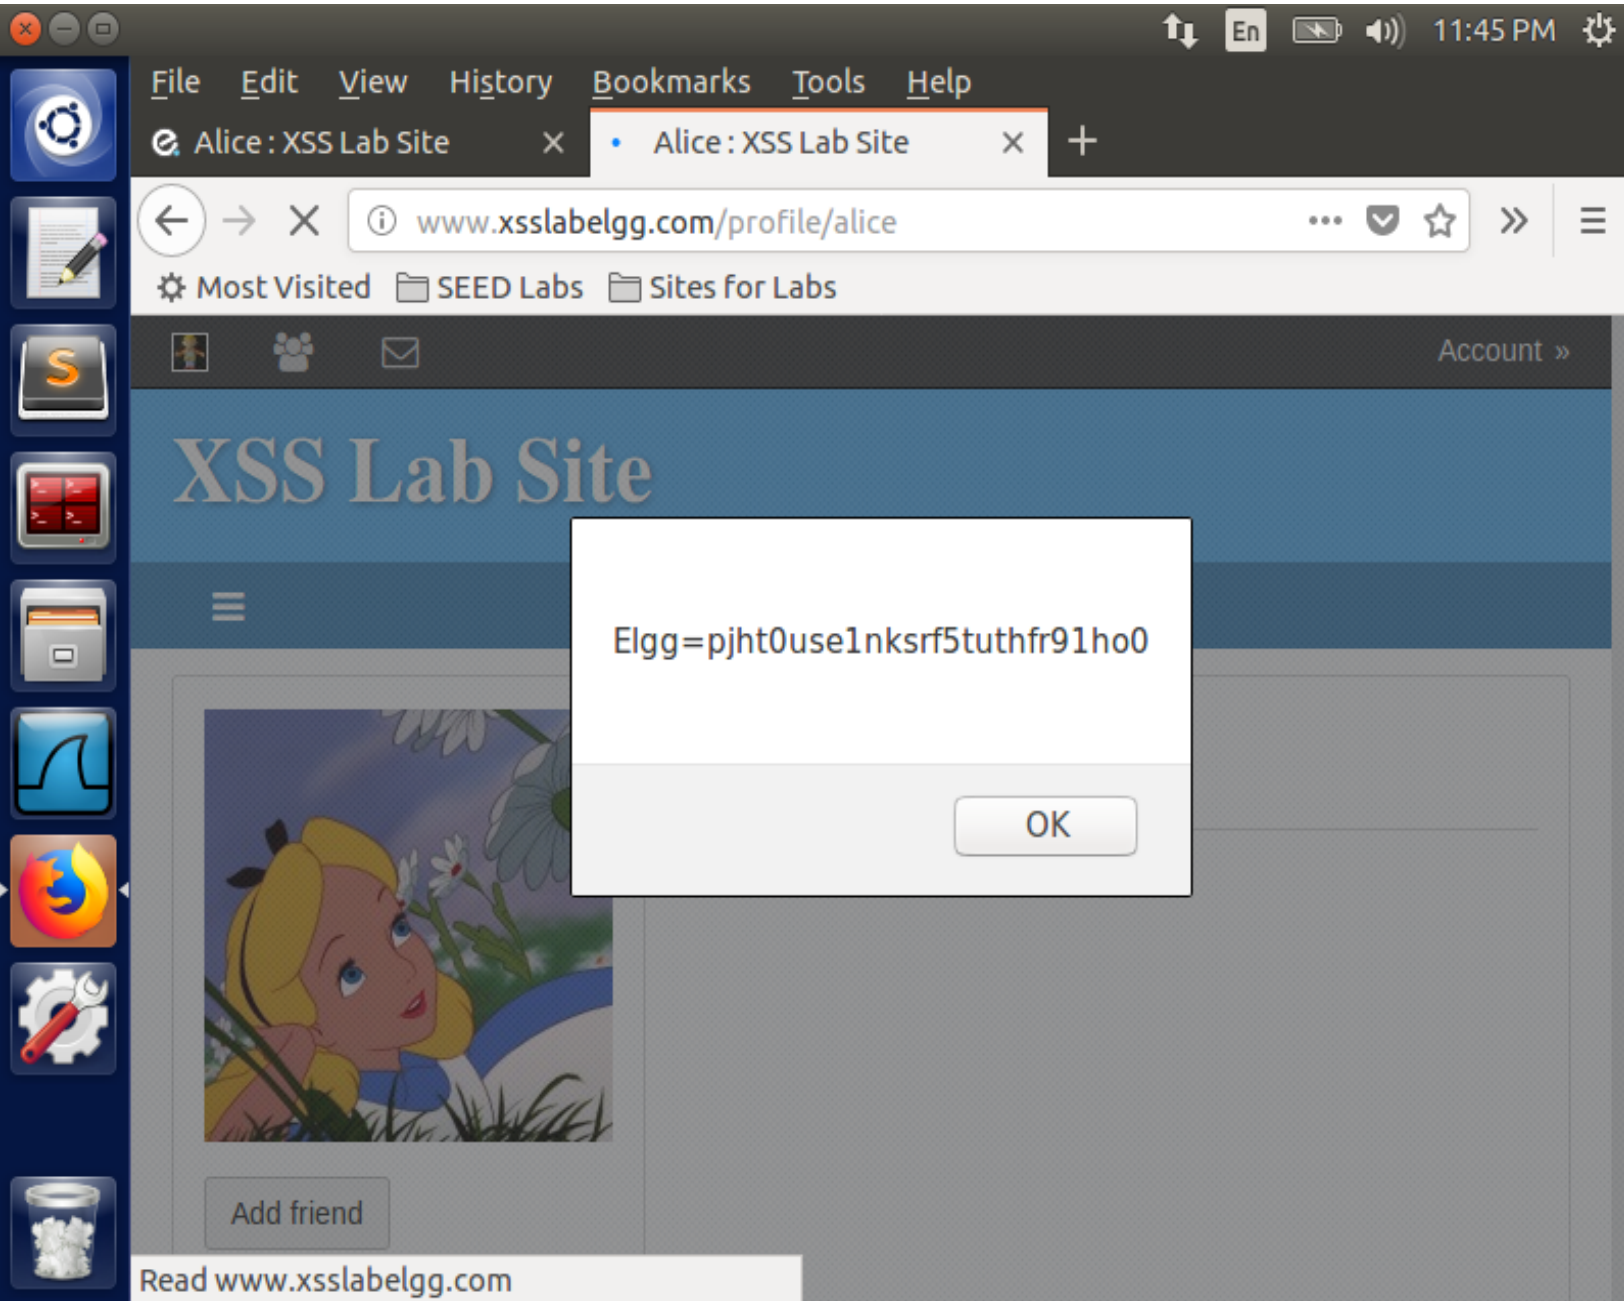 En 11:45 PM
File Edit View History Bookmarks Tools Help
Alice : XSS Lab Site
Alice : XSS Lab Site
www.xsslabelgg.com/profile/alice
Most Visited SEED Labs Sites for Labs
Account »
XSS Lab Site
Elgg=pjht0use1nksrf5tuthfr91ho0
OK
Add friend
Read www.xsslabelgg.com